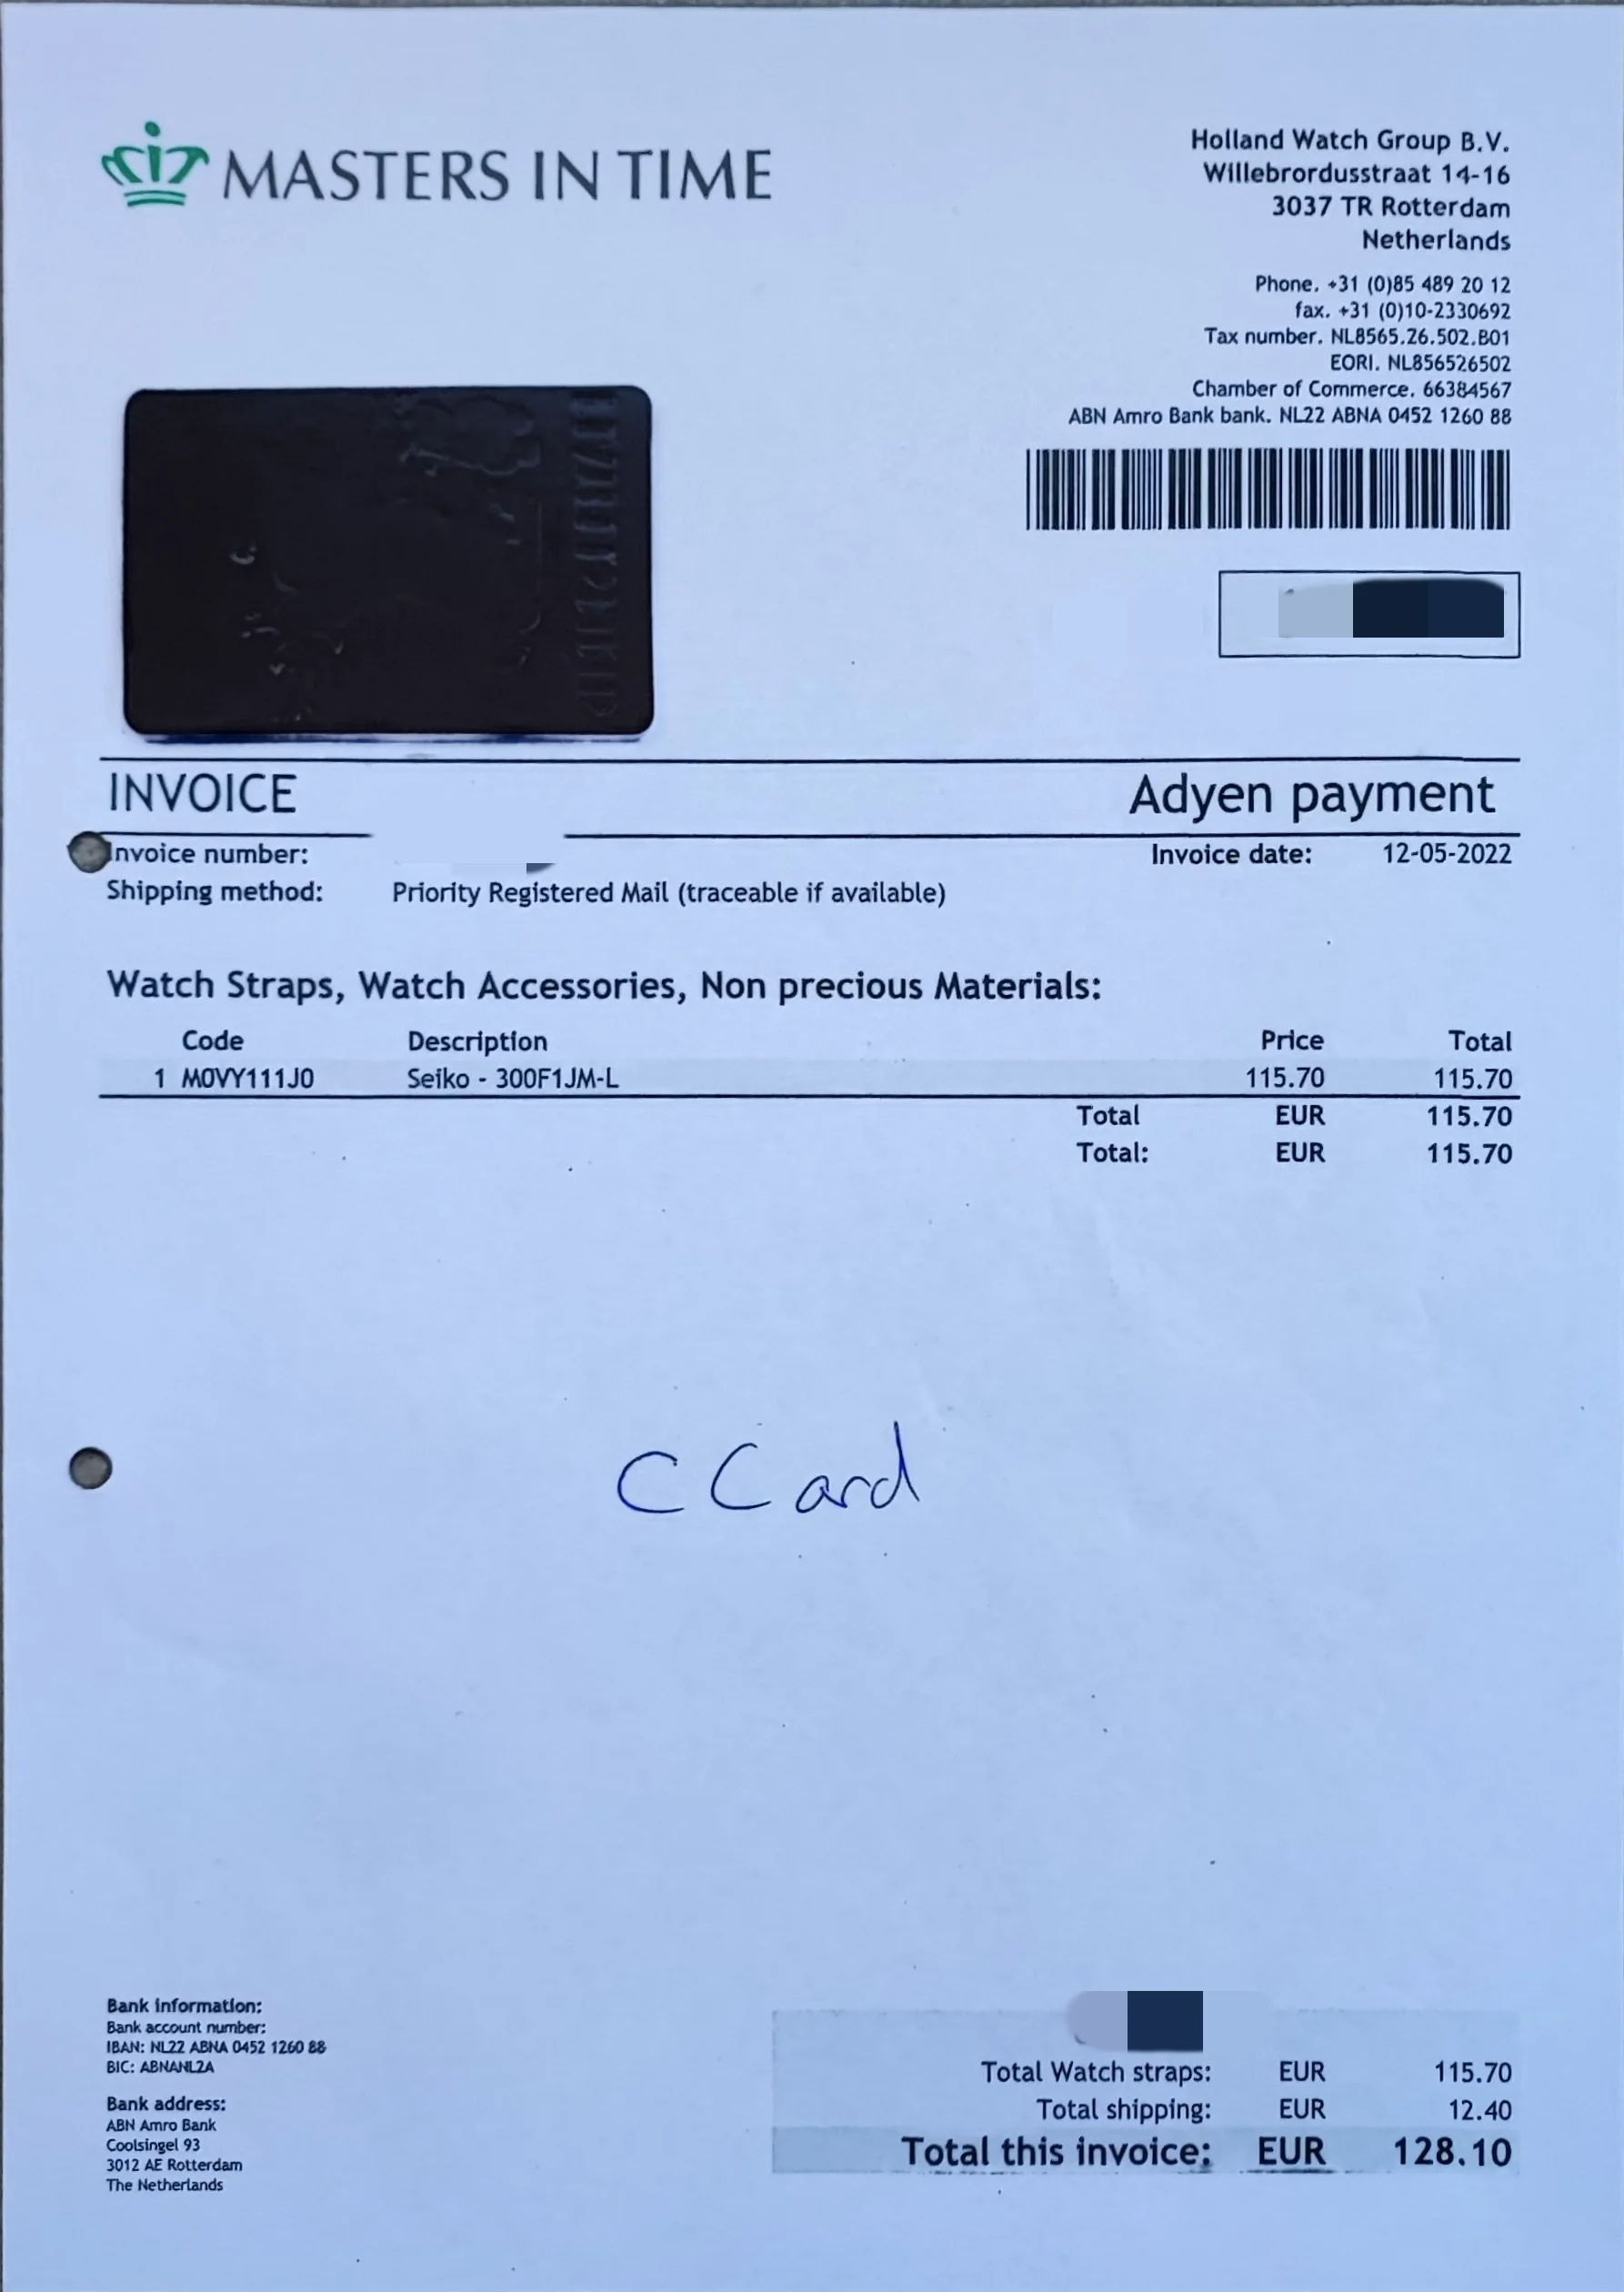 MASTERS IN TIME
Holland Watch Group B.V.
Willebrordusstraat 14-16
3037 TR Rotterdam
Netherlands
Phone. +31 (0)85 489 20 12
fax. +31 (0)10-2330692
Tax number. NL8565.26.502.B01
EORI. NL856526502
Chamber of Commerce. 66384567
ABN Amro Bank bank. NL22 ABNA 0452 1260 88
INVOICE Adyen payment
Invoice number: Invoice date: 12-05-2022
Shipping method: Priority Registered Mail (traceable if available)
Watch Straps, Watch Accessories, Non precious Materials:
Code Description Price Total
1 M0VY111J0 Seiko - 300F1JM-L 115.70 115.70
Total EUR 115.70
Total: EUR 115.70
C Card
Bank information:
Bank account number:
IBAN: NL22 ABNA 0452 1260 88
BIC: ABNANL2A
Bank address:
ABN Amro Bank
Coolsingel 93
3012 AE Rotterdam
The Netherlands
Total Watch straps: EUR 115.70
Total shipping: EUR 12.40
Total this invoice: EUR 128.10